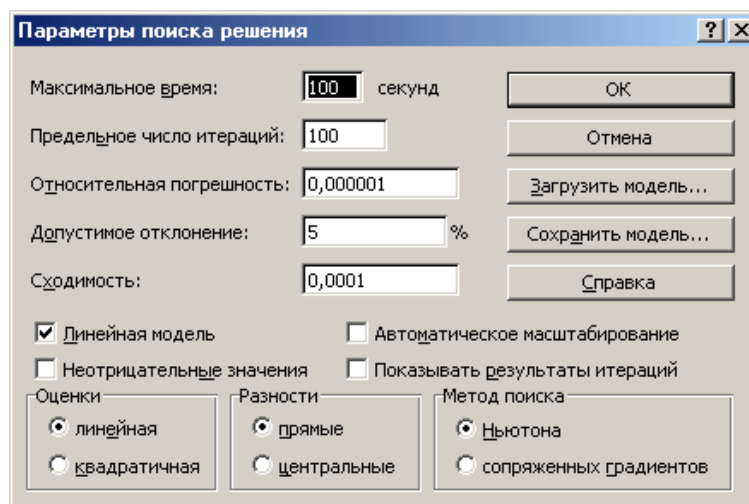 Параметры поиска решения
Максимальное время: 100 секунд
ОК
Предельное число итераций: 100
Отмена
Относительная погрешность: 0,000001
Загрузить модель...
Допустимое отклонение: 5 %
Сохранить модель...
Сходимость: 0,0001
Справка
Линейная модель
Автоматическое масштабирование
Неотрицательные значения
Показывать результаты итераций
Оценки
линейная
квадратичная
Разности
прямые
центральные
Метод поиска
Ньютона
сопряженных градиентов